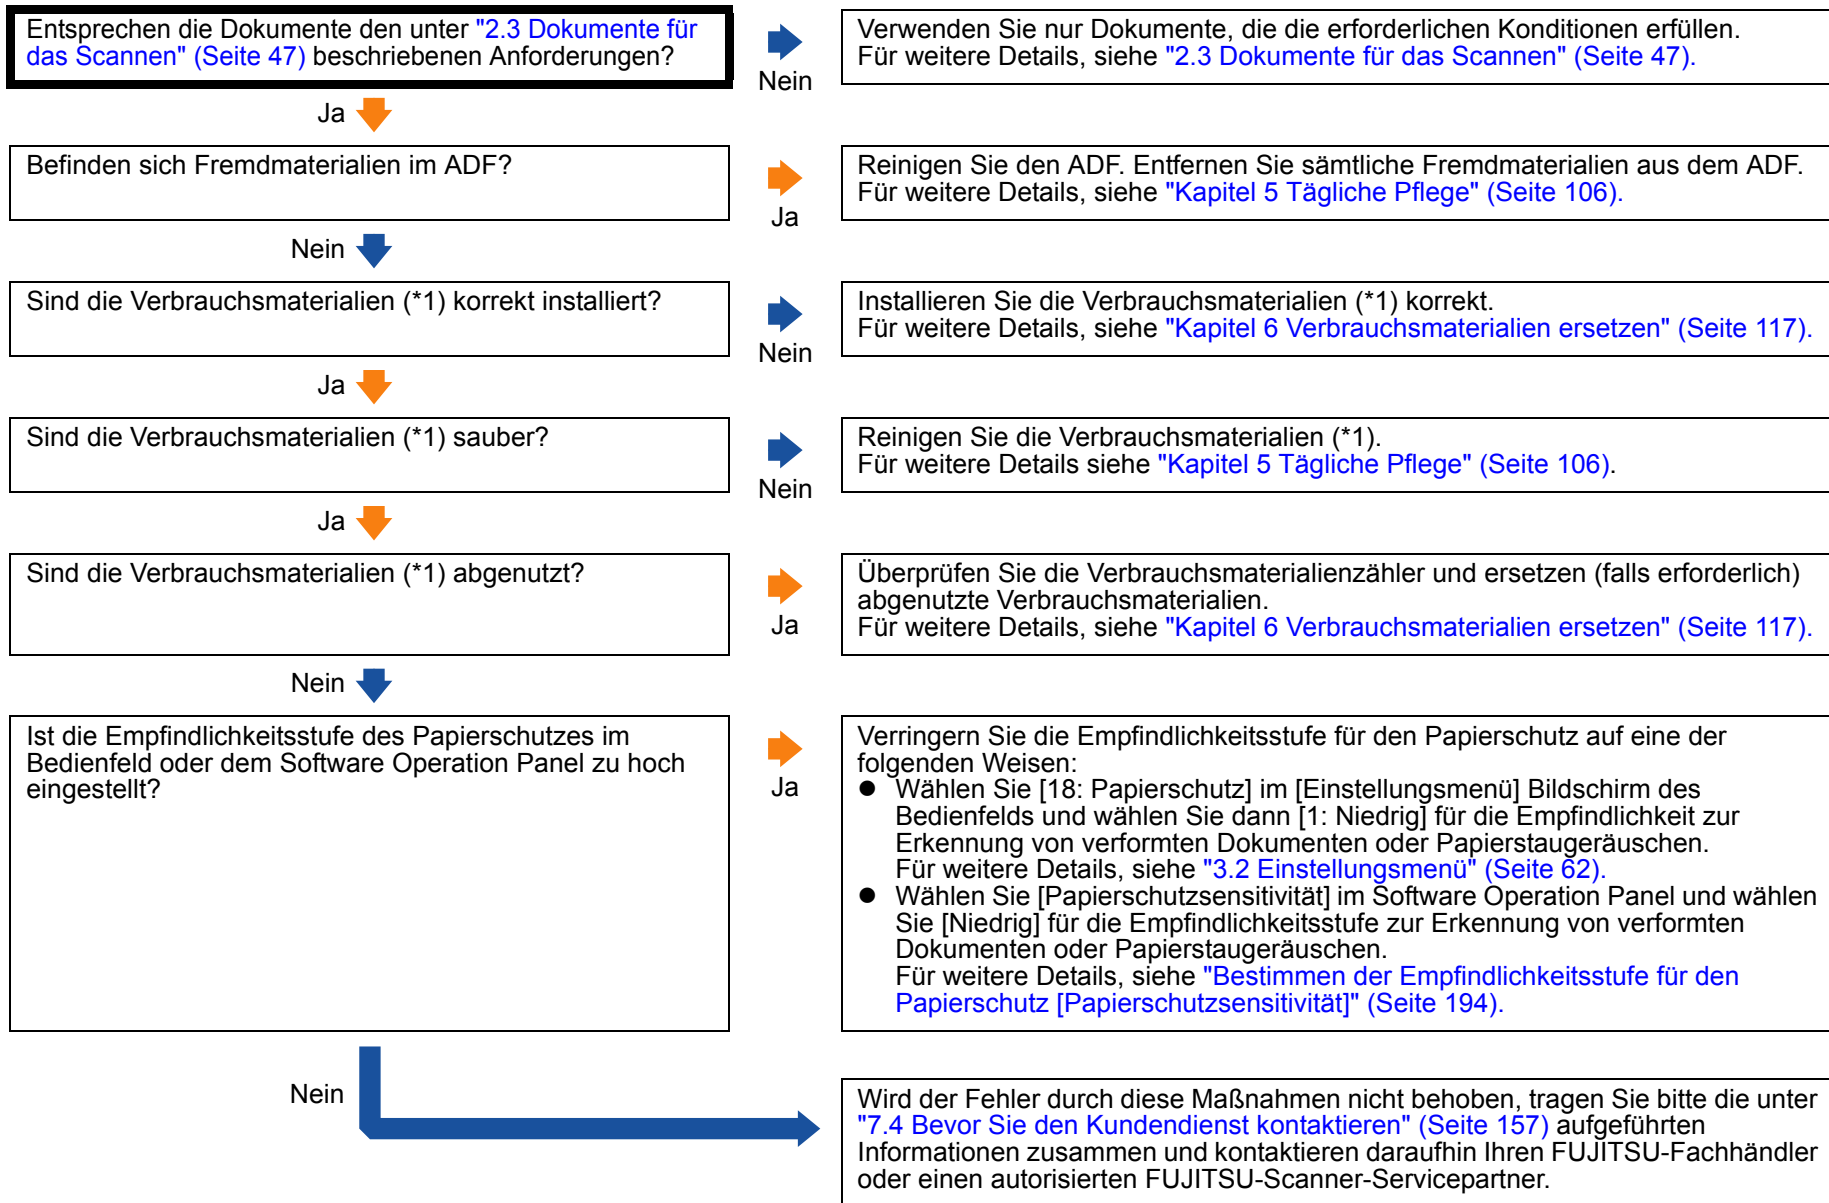 Entsprechen die Dokumente den unter "2.3 Dokumente für
das Scannen" (Seite 47) beschriebenen Anforderungen?
Nein
Verwenden Sie nur Dokumente, die die erforderlichen Konditionen erfüllen.
Für weitere Details, siehe "2.3 Dokumente für das Scannen" (Seite 47).
Ja
Befinden sich Fremdmaterialien im ADF?
Ja
Reinigen Sie den ADF. Entfernen Sie sämtliche Fremdmaterialien aus dem ADF.
Für weitere Details, siehe "Kapitel 5 Tägliche Pflege" (Seite 106).
Nein
Sind die Verbrauchsmaterialien (*1) korrekt installiert?
Nein
Installieren Sie die Verbrauchsmaterialien (*1) korrekt.
Für weitere Details, siehe "Kapitel 6 Verbrauchsmaterialien ersetzen" (Seite 117).
Ja
Sind die Verbrauchsmaterialien (*1) sauber?
Nein
Reinigen Sie die Verbrauchsmaterialien (*1).
Für weitere Details siehe "Kapitel 5 Tägliche Pflege" (Seite 106).
Ja
Sind die Verbrauchsmaterialien (*1) abgenutzt?
Ja
Überprüfen Sie die Verbrauchsmaterialienzähler und ersetzen (falls erforderlich)
abgenutzte Verbrauchsmaterialien.
Für weitere Details, siehe "Kapitel 6 Verbrauchsmaterialien ersetzen" (Seite 117).
Nein
Ist die Empfindlichkeitsstufe des Papierschutzes im
Bedienfeld oder dem Software Operation Panel zu hoch
eingestellt?
Ja
Verringern Sie die Empfindlichkeitsstufe für den Papierschutz auf eine der
folgenden Weisen:
● Wählen Sie [18: Papierschutz] im [Einstellungsmenü] Bildschirm des
Bedienfelds und wählen Sie dann [1: Niedrig] für die Empfindlichkeit zur
Erkennung von verformten Dokumenten oder Papierstaugeräuschen.
Für weitere Details, siehe "3.2 Einstellungsmenü" (Seite 62).
● Wählen Sie [Papierschutzsensitivität] im Software Operation Panel und wählen
Sie [Niedrig] für die Empfindlichkeitsstufe zur Erkennung von verformten
Dokumenten oder Papierstaugeräuschen.
Für weitere Details, siehe "Bestimmen der Empfindlichkeitsstufe für den
Papierschutz [Papierschutzsensitivität]" (Seite 194).
Nein
Wird der Fehler durch diese Maßnahmen nicht behoben, tragen Sie bitte die unter
"7.4 Bevor Sie den Kundendienst kontaktieren" (Seite 157) aufgeführten
Informationen zusammen und kontaktieren daraufhin Ihren FUJITSU-Fachhändler
oder einen autorisierten FUJITSU-Scanner-Servicepartner.